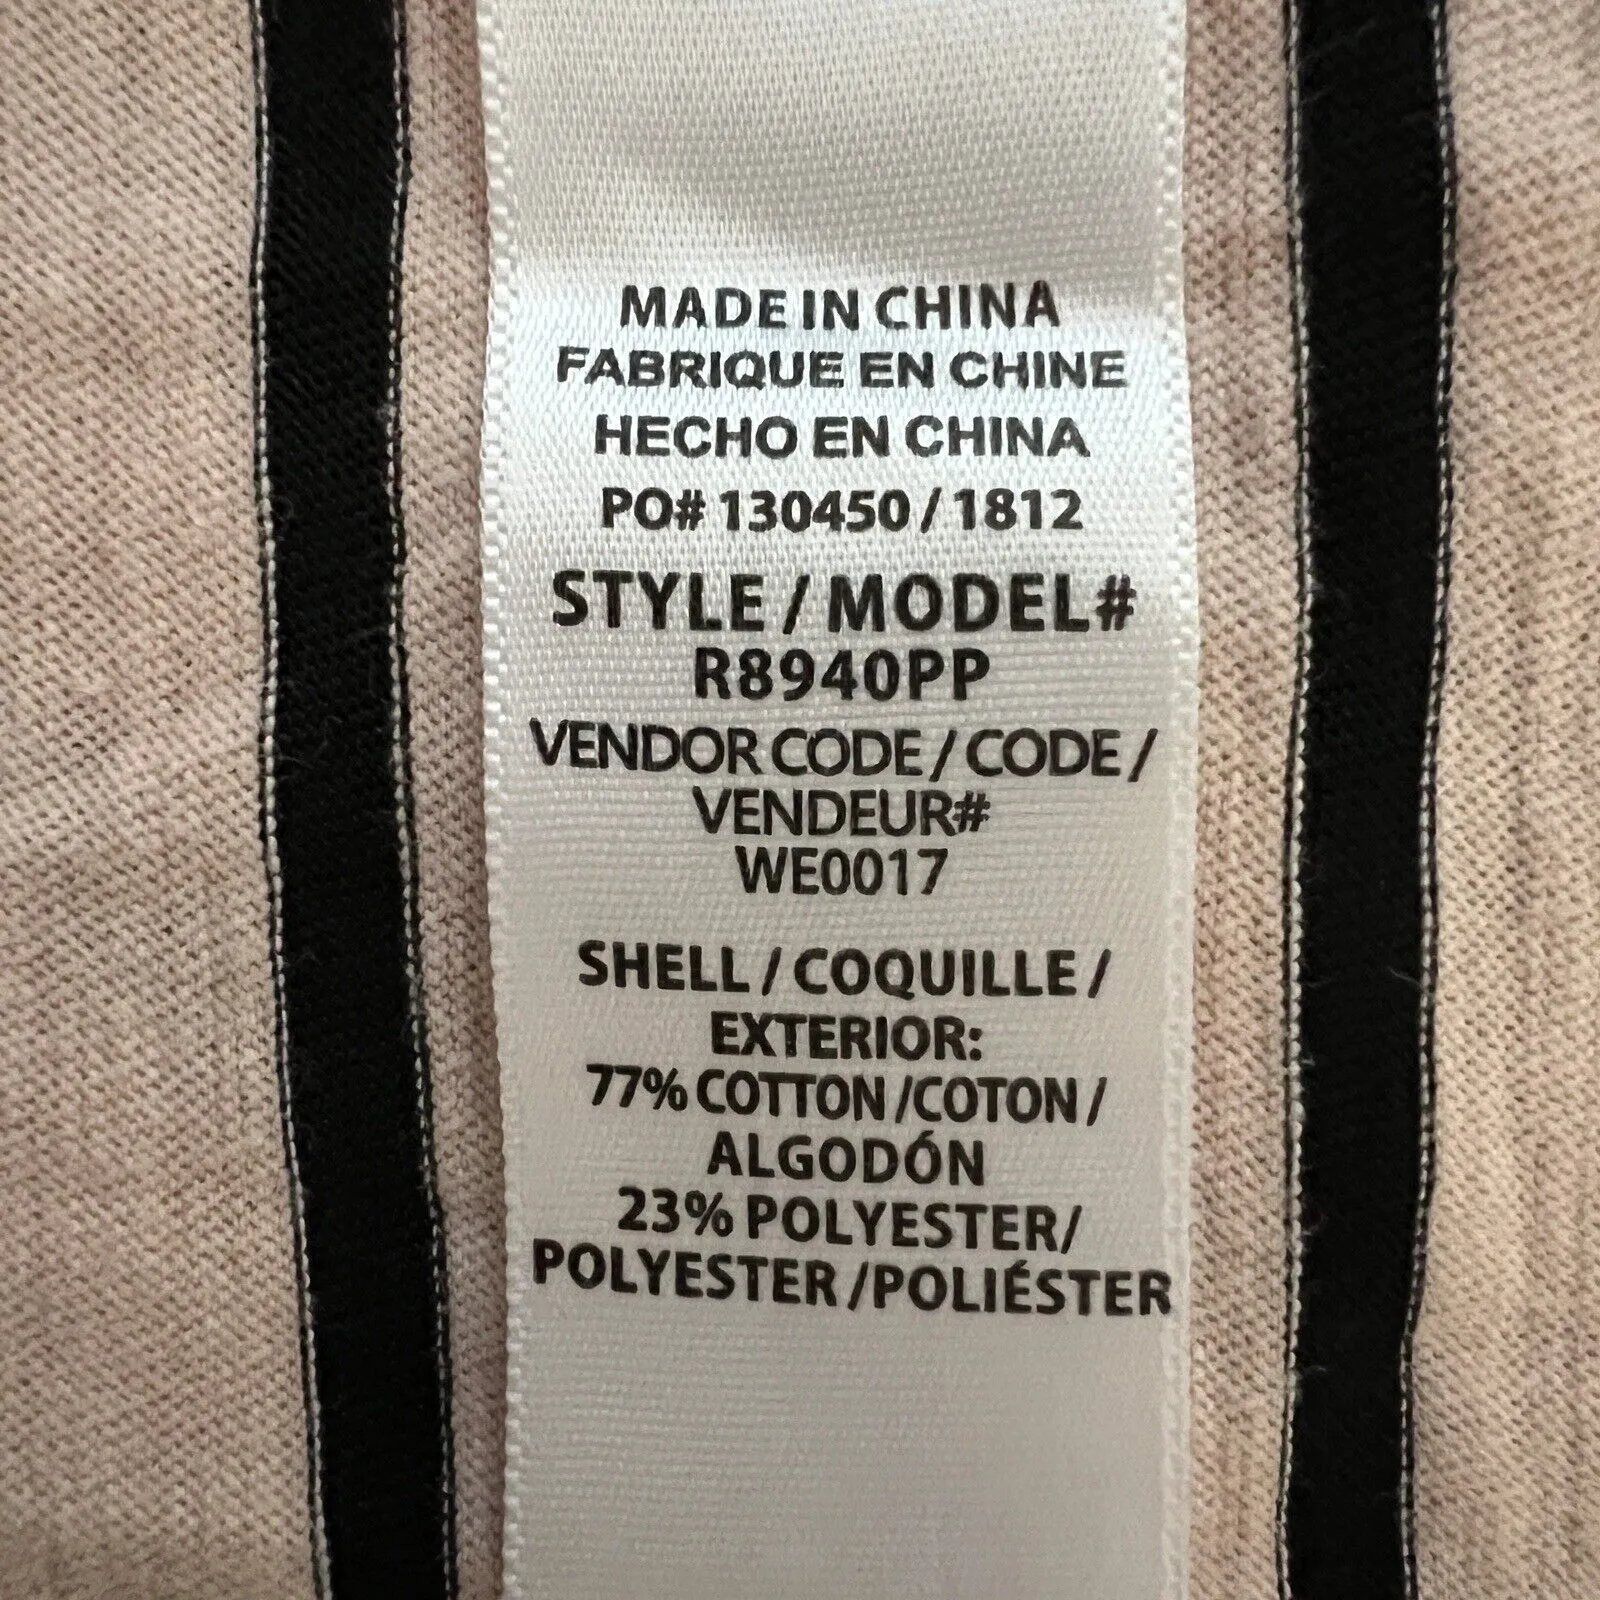 MADE IN CHINA
FABRIQUE EN CHINE
HECHO EN CHINA
PO# 130450 / 1812
STYLE / MODEL#
R8940PP
VENDOR CODE / CODE /
VENDEUR#
WE0017
SHELL / COQUILLE /
EXTERIOR:
77% COTTON /COTON /
ALGODÓN
23% POLYESTER/
POLYESTER /POLIÉSTER